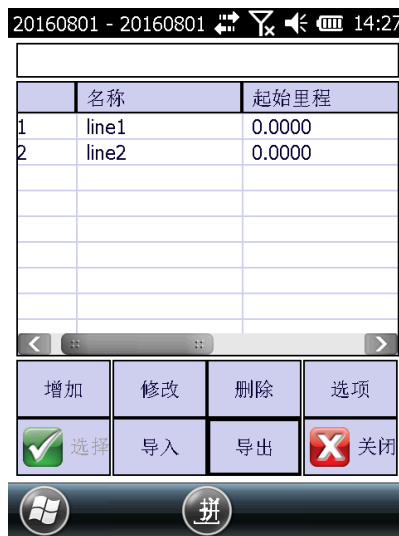 20160801 - 20160801 14:27
名称 起始里程
1 line1 0.0000
2 line2 0.0000
增加 修改 删除 选项
选择 导入 导出 关闭
拼